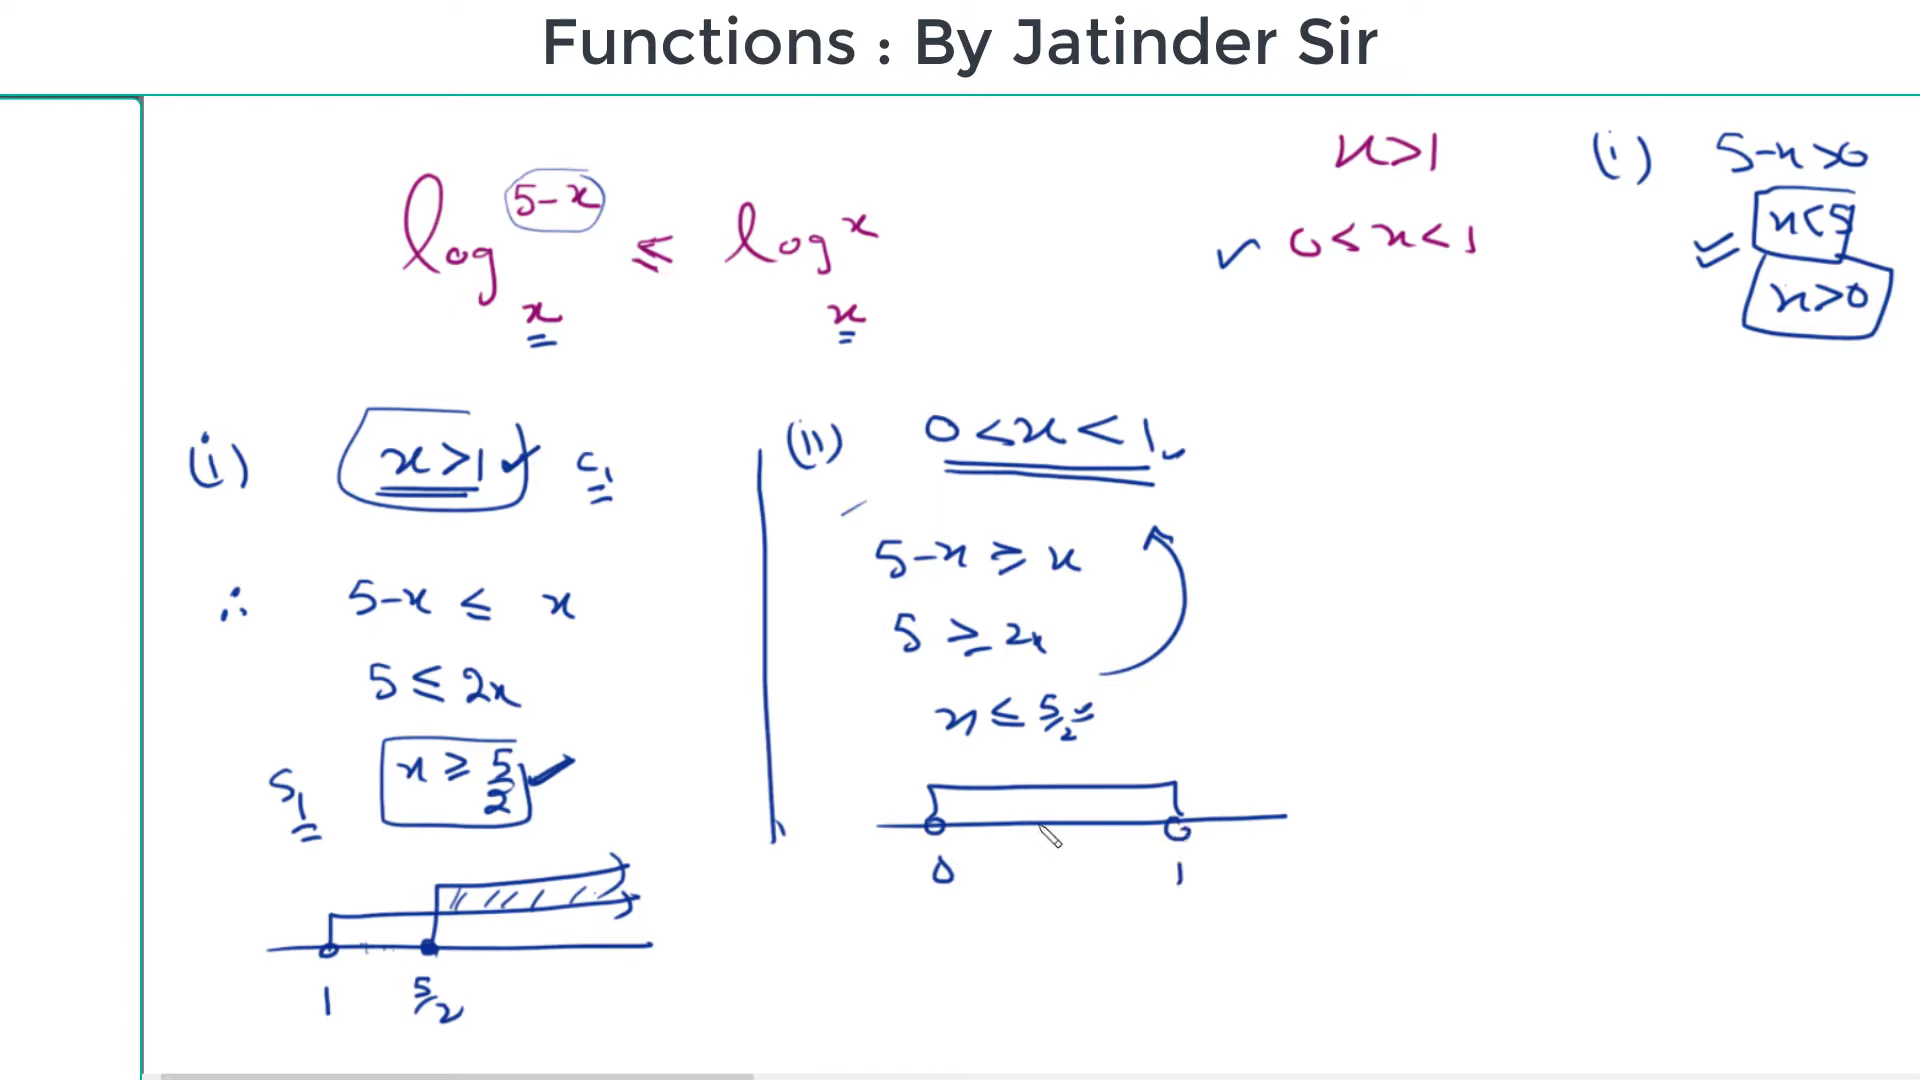 Functions : By Jatinder Sir
log_x^{5-x} ≤ log_x^x
x>1
0<x<1
(i) 5-x>0
x<5
x>0
(i) x>1 C₁
∴ 5-x ≤ x
5 ≤ 2x
S₁ x ≥ 5/2
1 5/2
(ii) 0<x<1
5-x ≥ x
5 ≥ 2x
x ≤ 5/2
0 1